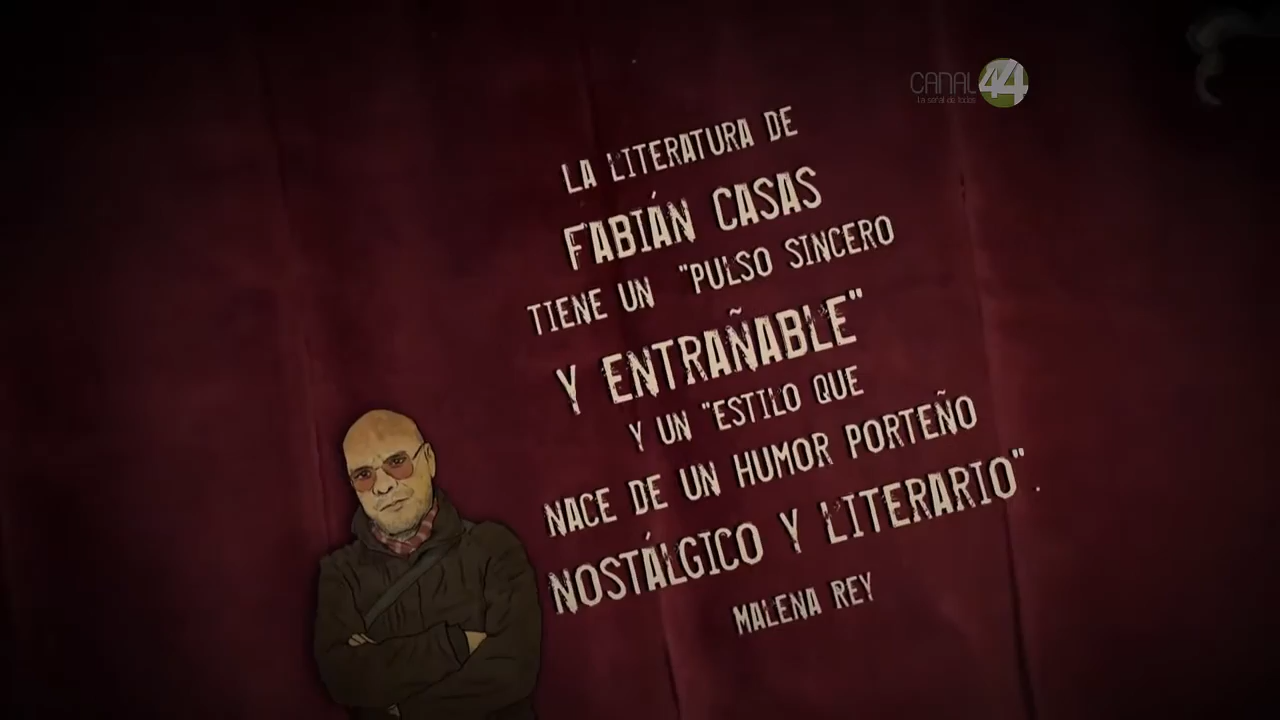 CANAL 44
La señal de todos
LA LITERATURA DE
FABIÁN CASAS
TIENE UN "PULSO SINCERO
Y ENTRAÑABLE"
Y UN "ESTILO QUE
NACE DE UN HUMOR PORTEÑO
NOSTÁLGICO Y LITERARIO".
MALENA REY